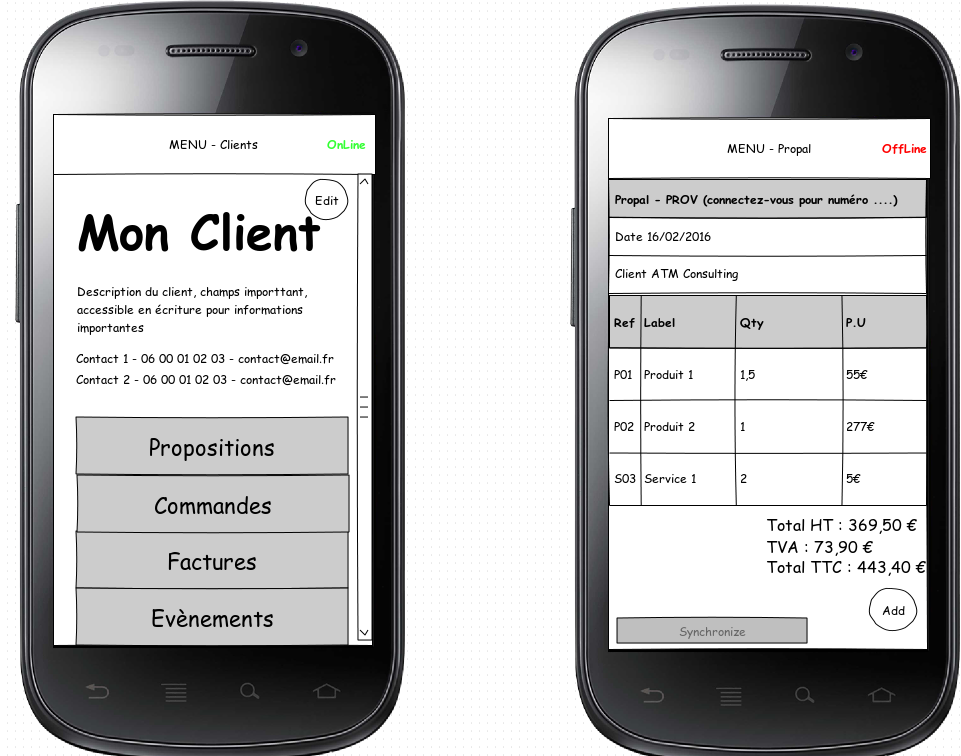 MENU - Clients
OnLine
Edit
Mon Client
Description du client, champs importtant,
accessible en écriture pour informations
importantes
Contact 1 - 06 00 01 02 03 - contact@email.fr
Contact 2 - 06 00 01 02 03 - contact@email.fr
Propositions
Commandes
Factures
Evènements
MENU - Propal
OffLine
Propal - PROV (connectez-vous pour numéro ....)
Date 16/02/2016
Client ATM Consulting
Ref Label Qty P.U
P01 Produit 1 1,5 55€
P02 Produit 2 1 277€
S03 Service 1 2 5€
Total HT : 369,50 €
TVA : 73,90 €
Total TTC : 443,40 €
Add
Synchronize